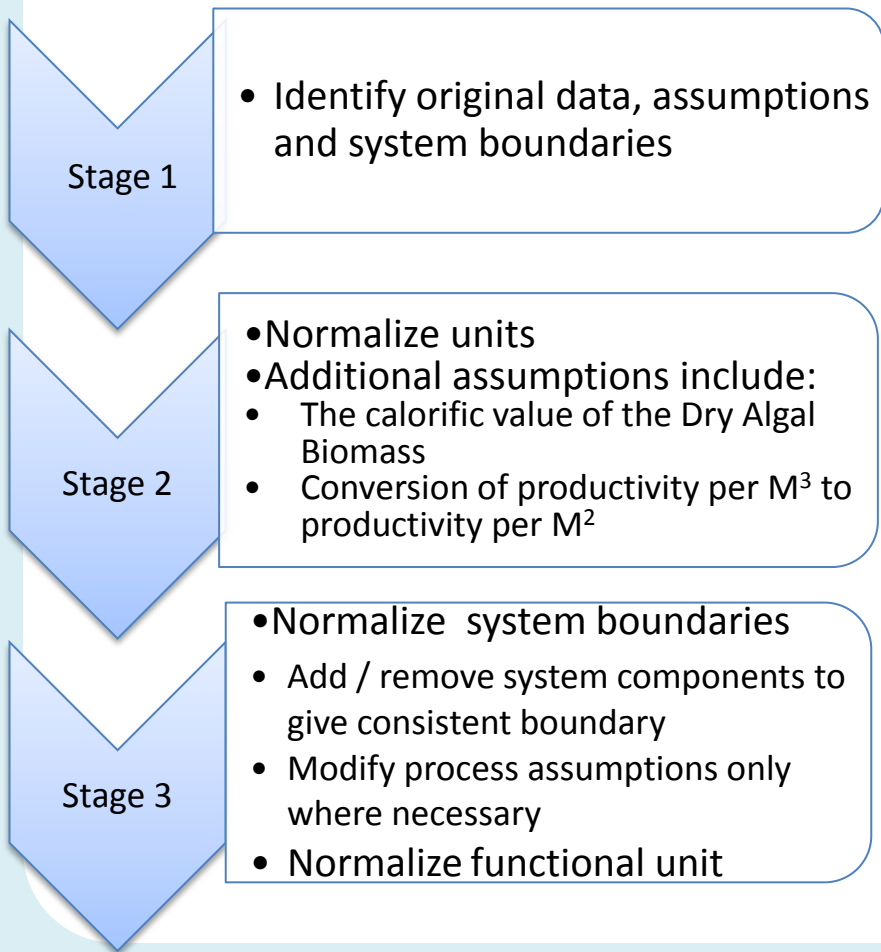 Stage 1
• Identify original data, assumptions
and system boundaries
Stage 2
•Normalize units
•Additional assumptions include:
• The calorific value of the Dry Algal
Biomass
• Conversion of productivity per M³ to
productivity per M²
Stage 3
•Normalize system boundaries
• Add / remove system components to
give consistent boundary
• Modify process assumptions only
where necessary
• Normalize functional unit